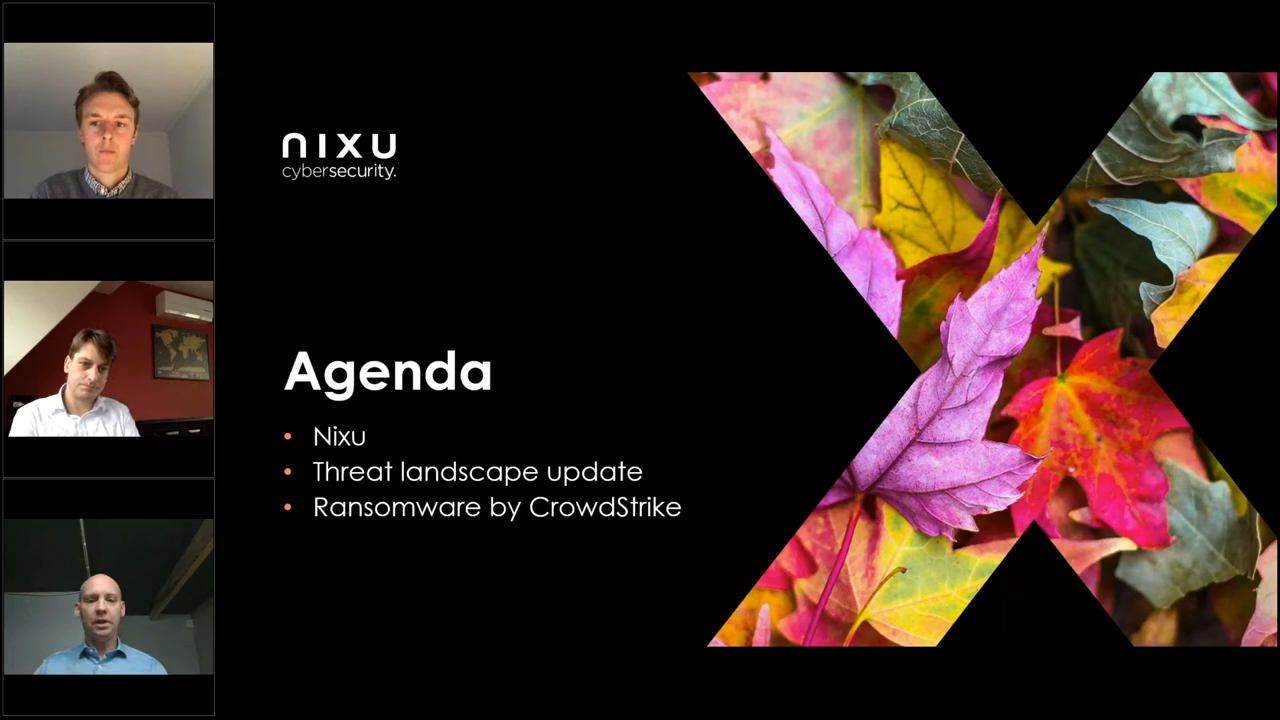 nixu
cybersecurity.
Agenda
• Nixu
• Threat landscape update
• Ransomware by CrowdStrike